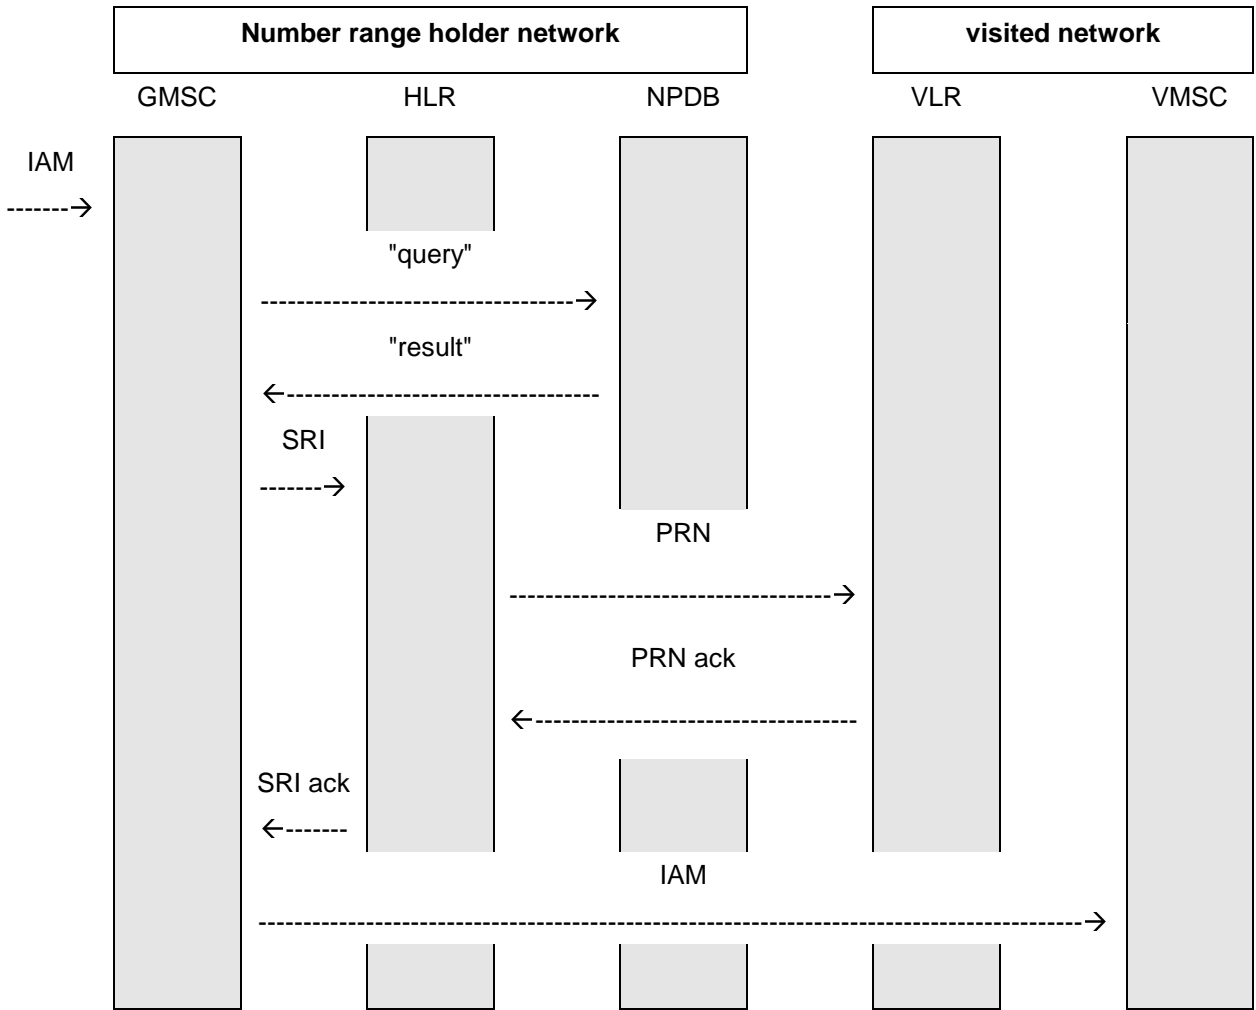 Number range holder network
visited network
GMSC HLR NPDB VLR VMSC
IAM
"query"
"result"
SRI
PRN
PRN ack
SRI ack
IAM